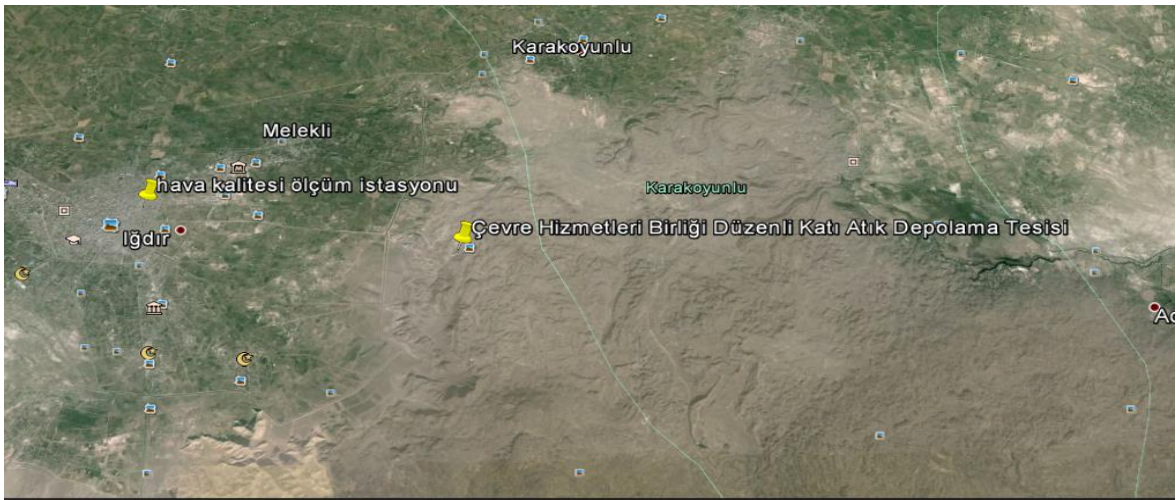 Karakoyunlu
Melekli
hava kalitesi ölçüm istasyonu
Karakoyunlu
Çevre Hizmetleri Birliği Düzenli Katı Atık Depolama Tesisi
Iğdır